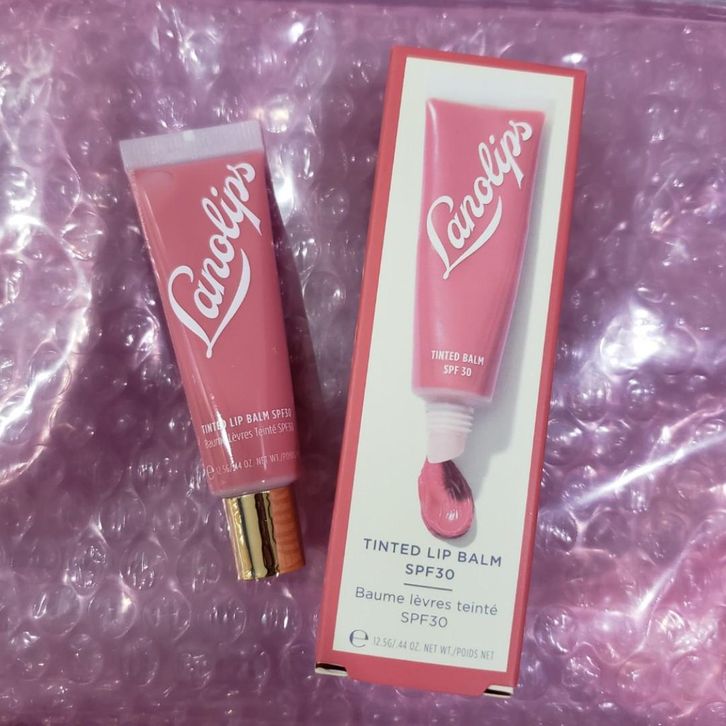 Lanolips
TINTED LIP BALM SPF30
Baume Lèvres Teinté SPF30
℮ 12.5G/.44 OZ. NET WT./POIDS
Lanolips
TINTED BALM
SPF 30
TINTED LIP BALM
SPF30
Baume lèvres teinté
SPF30
℮ 12.5G/.44 OZ. NET WT./POIDS NET